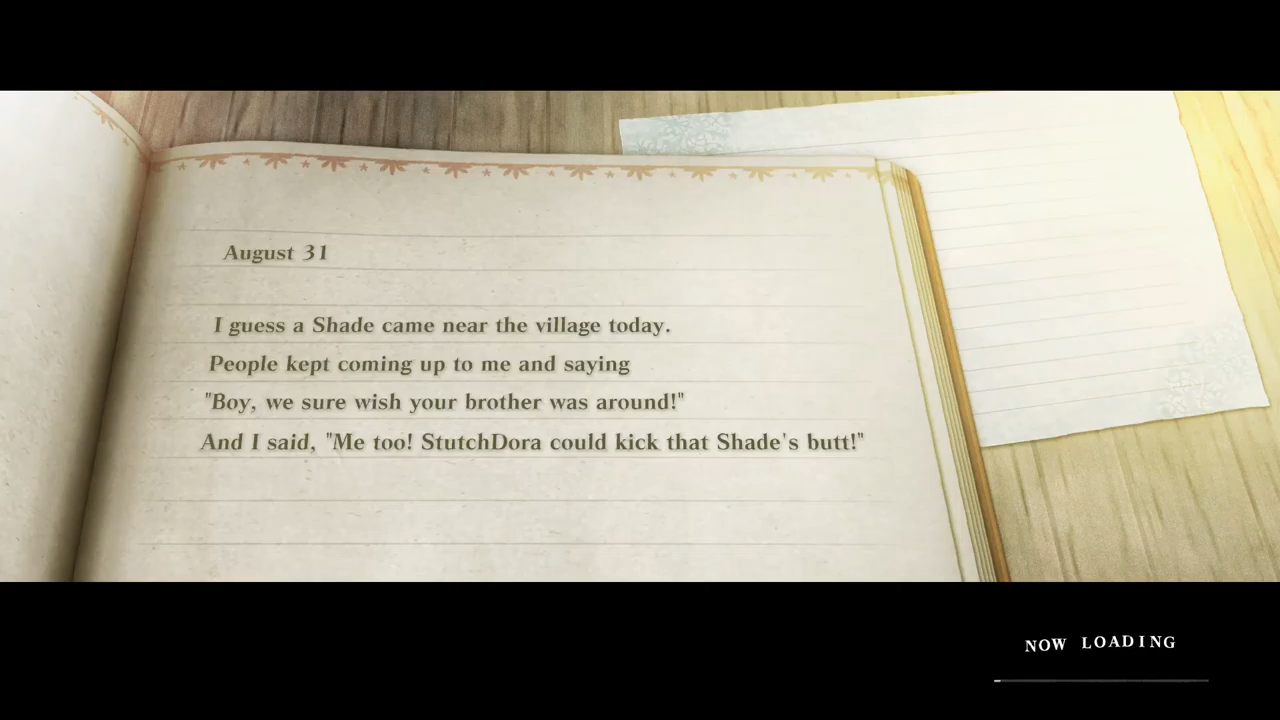 August 31
I guess a Shade came near the village today.
People kept coming up to me and saying
"Boy, we sure wish your brother was around!"
And I said, "Me too! StutchDora could kick that Shade's butt!"
NOW LOADING